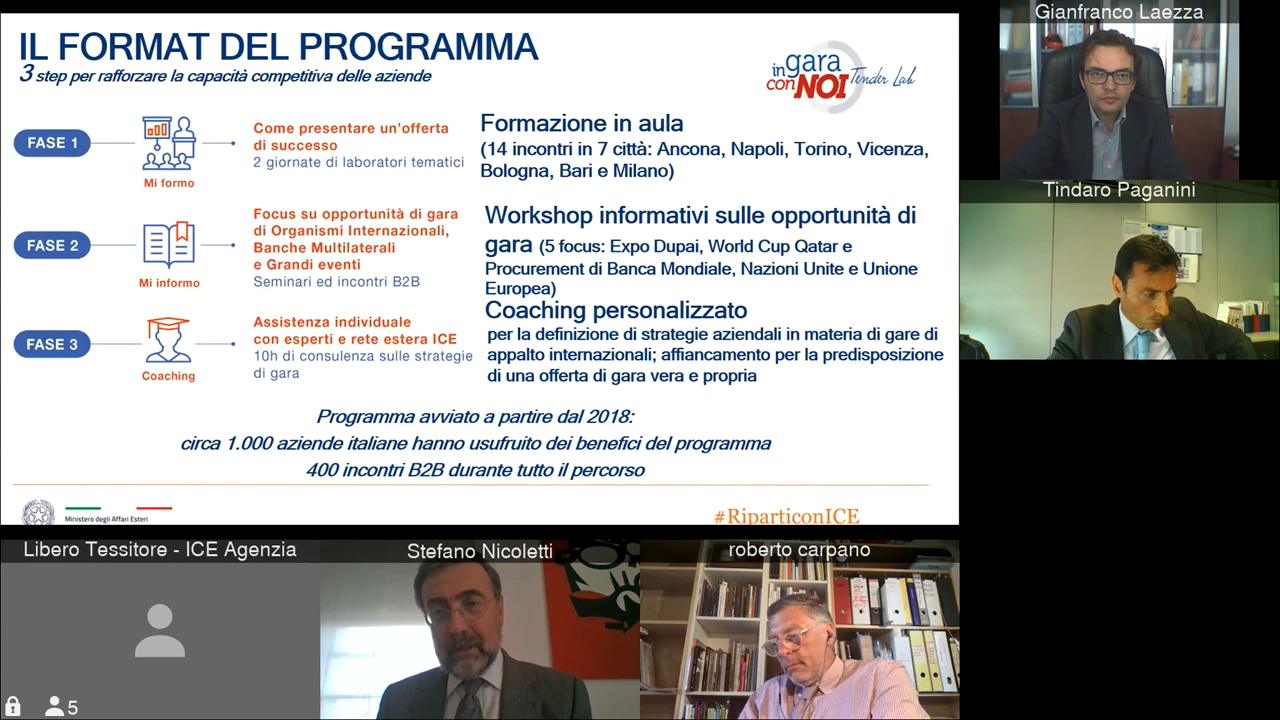 IL FORMAT DEL PROGRAMMA
3 step per rafforzare la capacità competitiva delle aziende
in gara
con NOI Tender Lab
FASE 1
Mi formo
Come presentare un'offerta
di successo
2 giornate di laboratori tematici
Formazione in aula
(14 incontri in 7 città: Ancona, Napoli, Torino, Vicenza,
Bologna, Bari e Milano)
FASE 2
Mi informo
Focus su opportunità di gara
di Organismi Internazionali,
Banche Multilaterali
e Grandi eventi
Seminari ed incontri B2B
Workshop informativi sulle opportunità di
gara (5 focus: Expo Dupai, World Cup Qatar e
Procurement di Banca Mondiale, Nazioni Unite e Unione
Europea)
FASE 3
Coaching
Assistenza individuale
con esperti e rete estera ICE
10h di consulenza sulle strategie
di gara
Coaching personalizzato
per la definizione di strategie aziendali in materia di gare di
appalto internazionali; affiancamento per la predisposizione
di una offerta di gara vera e propria
Programma avviato a partire dal 2018:
circa 1.000 aziende italiane hanno usufruito dei benefici del programma
400 incontri B2B durante tutto il percorso
Ministero degli Affari Esteri
#RiparticonICE
Gianfranco Laezza
Tindaro Paganini
Libero Tessitore - ICE Agenzia
Stefano Nicoletti
roberto carpano
5